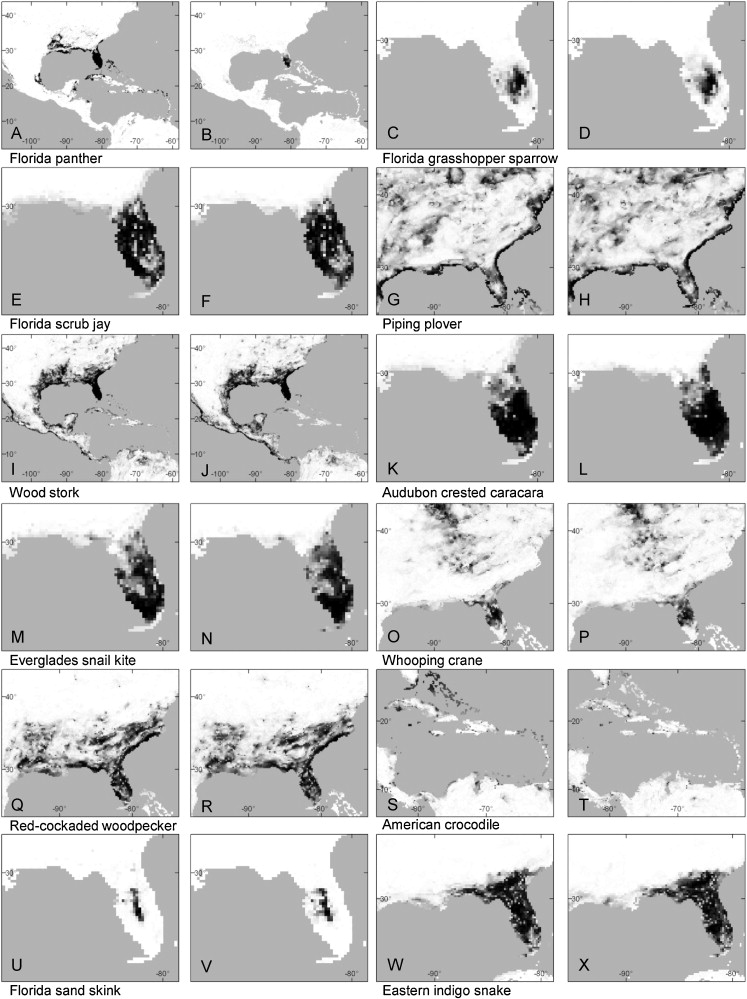 40° 30° 20° 10° A -100° -90° -80° -70° -60°
40° 30° 20° 10° B -100° -90° -80° -70° -60°
-30° C -80°
-30° D -80°
Florida panther
Florida grasshopper sparrow
-30° E -80°
-30° F -80°
40° 30° G -90° -80°
40° 30° H -90° -80°
Florida scrub jay
Piping plover
40° 30° 20° 10° I -100° -90° -80° -70° -60°
40° 30° 20° 10° J -100° -90° -80° -70° -60°
-30° K -80°
-30° L -80°
Wood stork
Audubon crested caracara
-30° M -80°
-30° N -80°
40° 30° O -90° -80°
40° 30° P -90° -80°
Everglades snail kite
Whooping crane
40° 30° Q -90° -80°
40° 30° R -90° -80°
20° 10° S -80° -70°
20° 10° T -80° -70°
Red-cockaded woodpecker
American crocodile
-30° U -80°
-30° V -80°
30° W -90° -80°
30° X -90° -80°
Florida sand skink
Eastern indigo snake